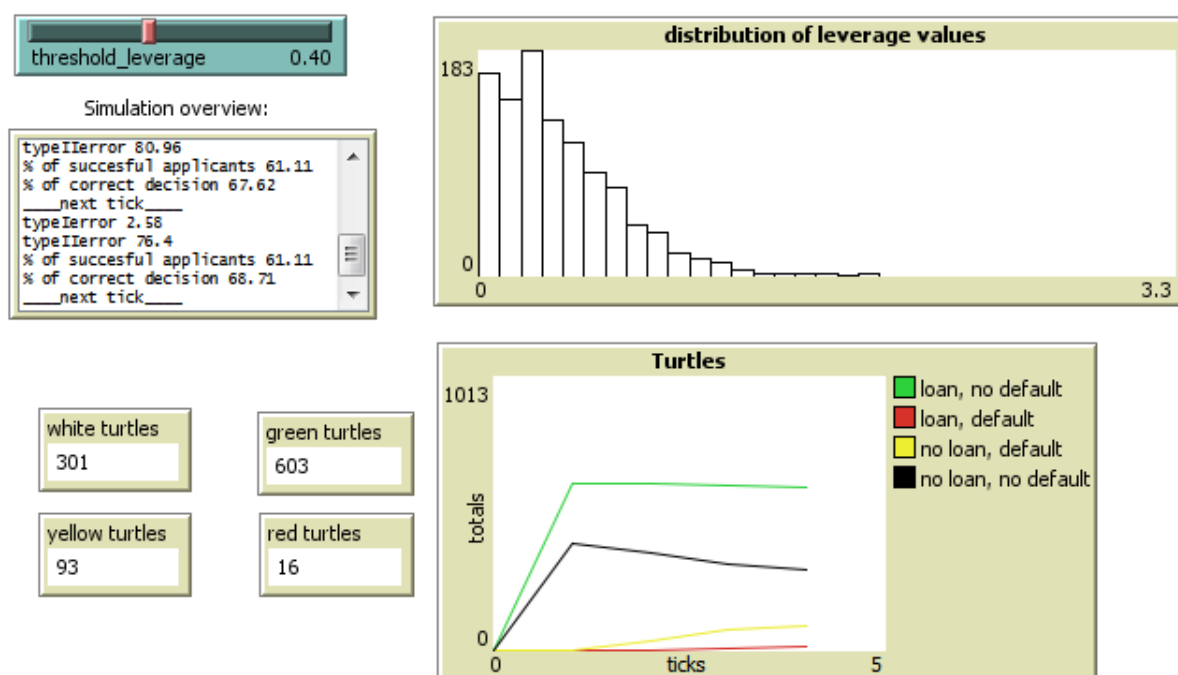 threshold_leverage 0.40
Simulation overview:
typeIIerror 80.96
% of succesful applicants 61.11
% of correct decision 67.62
____next tick____
typeIerror 2.58
typeIIerror 76.4
% of succesful applicants 61.11
% of correct decision 68.71
____next tick____
distribution of leverage values
183
0
0 3.3
white turtles
301
green turtles
603
yellow turtles
93
red turtles
16
Turtles
1013
totals
0
0 ticks 5
loan, no default
loan, default
no loan, default
no loan, no default